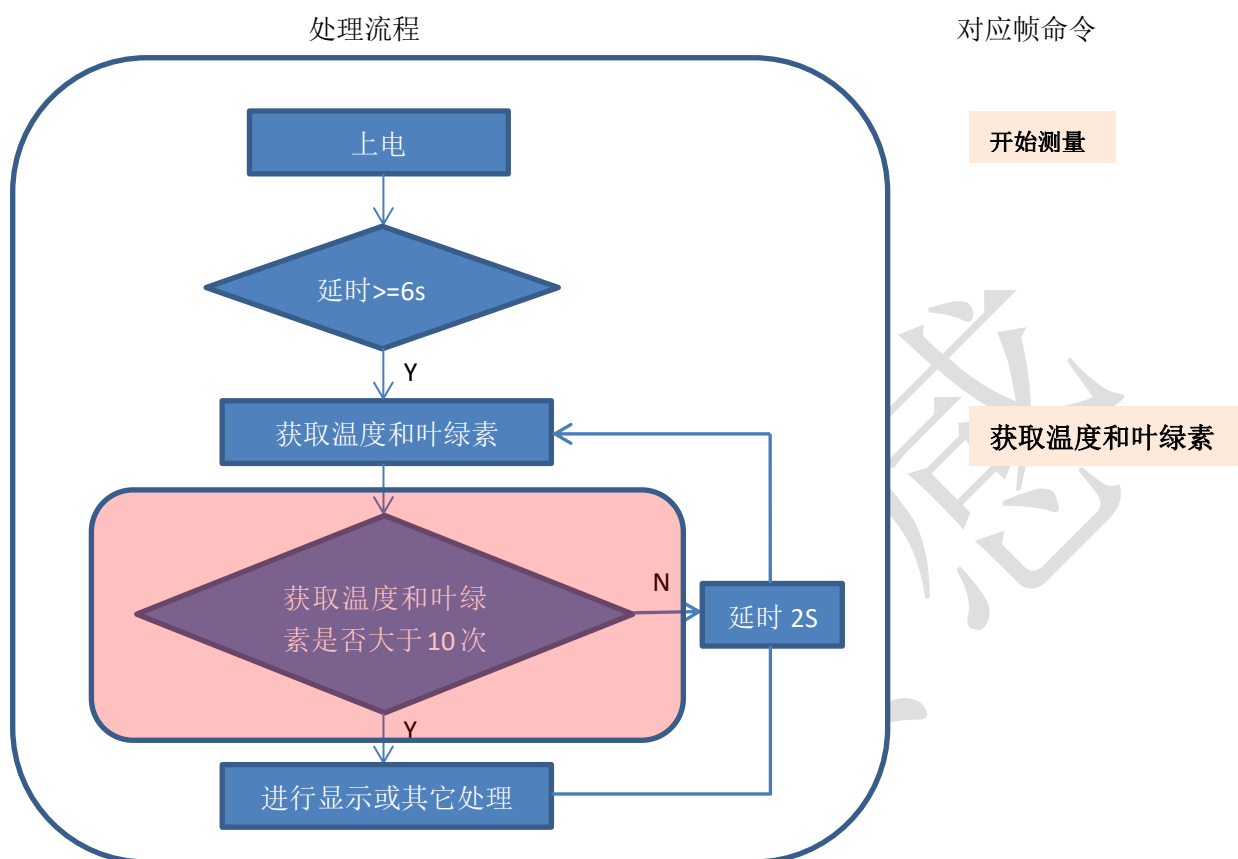 处理流程
对应帧命令
上电
开始测量
延时>=6s
Y
获取温度和叶绿素
获取温度和叶绿素
获取温度和叶绿
素是否大于10次
N
延时 2S
Y
进行显示或其它处理
感